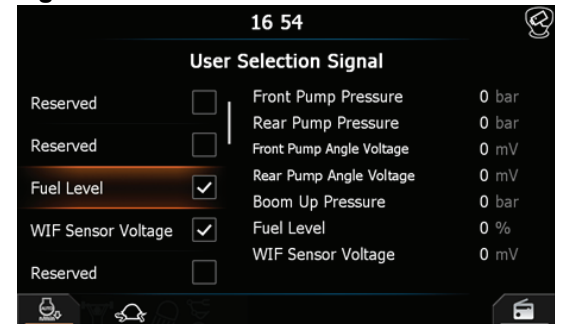 16 54
User Selection Signal
Reserved
Reserved
Fuel Level
WIF Sensor Voltage
Reserved
Front Pump Pressure 0 bar
Rear Pump Pressure 0 bar
Front Pump Angle Voltage 0 mV
Rear Pump Angle Voltage 0 mV
Boom Up Pressure 0 bar
Fuel Level 0 %
WIF Sensor Voltage 0 mV